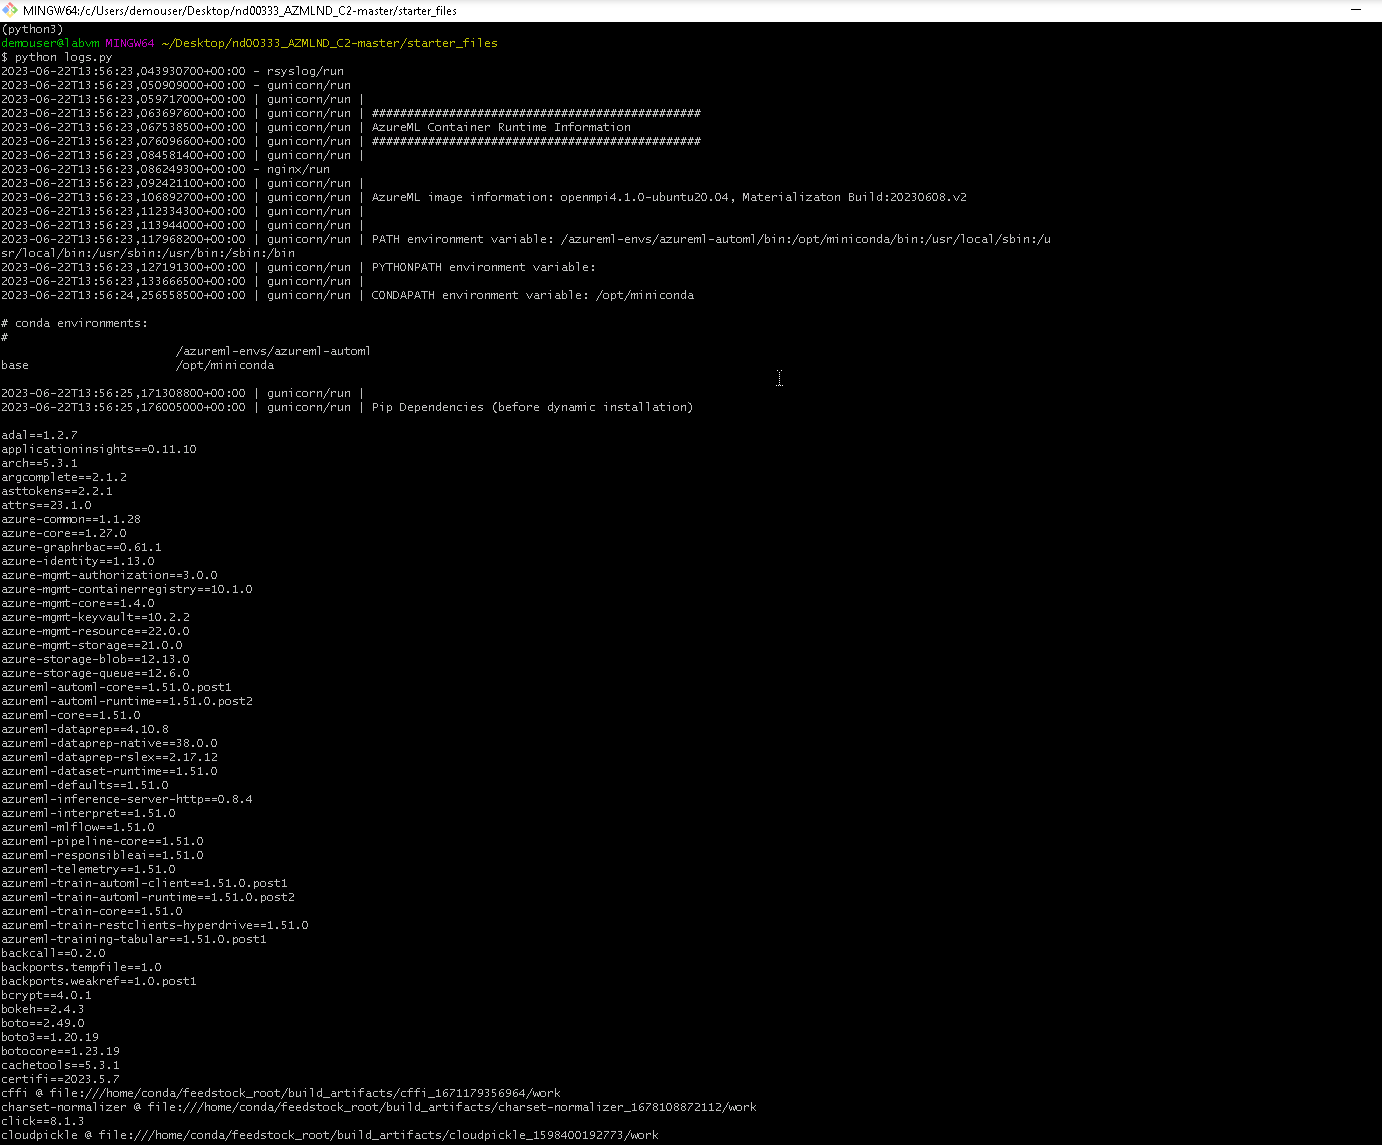 MINGW64:/c/Users/demouser/Desktop/nd00333_AZMLND_C2-master/starter_files
(python3)
demouser@labvm MINGW64 ~/Desktop/nd00333_AZMLND_C2-master/starter_files
$ python logs.py
2023-06-22T13:56:23,043930700+00:00 - rsyslog/run
2023-06-22T13:56:23,050909000+00:00 - gunicorn/run
2023-06-22T13:56:23,059717000+00:00 | gunicorn/run |
2023-06-22T13:56:23,063697600+00:00 | gunicorn/run | ###############################################
2023-06-22T13:56:23,067538500+00:00 | gunicorn/run | AzureML Container Runtime Information
2023-06-22T13:56:23,076096600+00:00 | gunicorn/run | ###############################################
2023-06-22T13:56:23,084581400+00:00 | gunicorn/run |
2023-06-22T13:56:23,086249300+00:00 - nginx/run
2023-06-22T13:56:23,092421100+00:00 | gunicorn/run |
2023-06-22T13:56:23,106892700+00:00 | gunicorn/run | AzureML image information: openmpi4.1.0-ubuntu20.04, Materializaton Build:20230608.v2
2023-06-22T13:56:23,112334300+00:00 | gunicorn/run |
2023-06-22T13:56:23,113944000+00:00 | gunicorn/run |
2023-06-22T13:56:23,117968200+00:00 | gunicorn/run | PATH environment variable: /azureml-envs/azureml-automl/bin:/opt/miniconda/bin:/usr/local/sbin:/u
sr/local/bin:/usr/sbin:/usr/bin:/sbin:/bin
2023-06-22T13:56:23,127191300+00:00 | gunicorn/run | PYTHONPATH environment variable:
2023-06-22T13:56:23,133666500+00:00 | gunicorn/run |
2023-06-22T13:56:24,256558500+00:00 | gunicorn/run | CONDAPATH environment variable: /opt/miniconda
# conda environments:
#
/azureml-envs/azureml-automl
base                     /opt/miniconda
2023-06-22T13:56:25,171308800+00:00 | gunicorn/run |
2023-06-22T13:56:25,176005000+00:00 | gunicorn/run | Pip Dependencies (before dynamic installation)
adal==1.2.7
applicationinsights==0.11.10
arch==5.3.1
argcomplete==2.1.2
asttokens==2.2.1
attrs==23.1.0
azure-common==1.1.28
azure-core==1.27.0
azure-graphrbac==0.61.1
azure-identity==1.13.0
azure-mgmt-authorization==3.0.0
azure-mgmt-containerregistry==10.1.0
azure-mgmt-core==1.4.0
azure-mgmt-keyvault==10.2.2
azure-mgmt-resource==22.0.0
azure-mgmt-storage==21.0.0
azure-storage-blob==12.13.0
azure-storage-queue==12.6.0
azureml-automl-core==1.51.0.post1
azureml-automl-runtime==1.51.0.post2
azureml-core==1.51.0
azureml-dataprep==4.10.8
azureml-dataprep-native==38.0.0
azureml-dataprep-rslex==2.17.12
azureml-dataset-runtime==1.51.0
azureml-defaults==1.51.0
azureml-inference-server-http==0.8.4
azureml-interpret==1.51.0
azureml-mlflow==1.51.0
azureml-pipeline-core==1.51.0
azureml-responsibleai==1.51.0
azureml-telemetry==1.51.0
azureml-train-automl-client==1.51.0.post1
azureml-train-automl-runtime==1.51.0.post2
azureml-train-core==1.51.0
azureml-train-restclients-hyperdrive==1.51.0
azureml-training-tabular==1.51.0.post1
backcall==0.2.0
backports.tempfile==1.0
backports.weakref==1.0.post1
bcrypt==4.0.1
bokeh==2.4.3
boto==2.49.0
boto3==1.20.19
botocore==1.23.19
cachetools==5.3.1
certifi==2023.5.7
cffi @ file:///home/conda/feedstock_root/build_artifacts/cffi_1671179356964/work
charset-normalizer @ file:///home/conda/feedstock_root/build_artifacts/charset-normalizer_1678108872112/work
click==8.1.3
cloudpickle @ file:///home/conda/feedstock_root/build_artifacts/cloudpickle_1598400192773/work